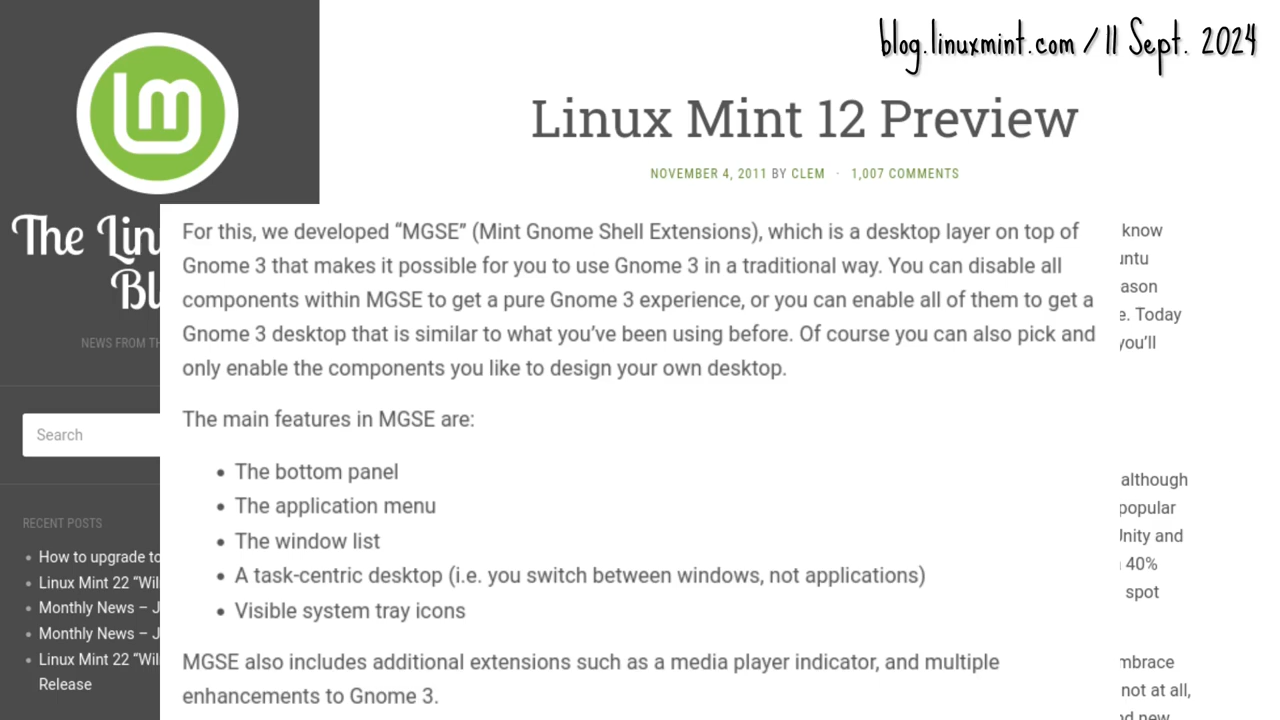 blog.linuxmint.com / 11 Sept. 2024
lm
The Lin
Bl
NEWS FROM TH
Search
RECENT POSTS
How to upgrade to
Linux Mint 22 “Wil
Monthly News – J
Monthly News – J
Linux Mint 22 “Wil
Release
Linux Mint 12 Preview
NOVEMBER 4, 2011 BY CLEM · 1,007 COMMENTS
For this, we developed “MGSE” (Mint Gnome Shell Extensions), which is a desktop layer on top of
Gnome 3 that makes it possible for you to use Gnome 3 in a traditional way. You can disable all
components within MGSE to get a pure Gnome 3 experience, or you can enable all of them to get a
Gnome 3 desktop that is similar to what you’ve been using before. Of course you can also pick and
only enable the components you like to design your own desktop.
The main features in MGSE are:
• The bottom panel
• The application menu
• The window list
• A task-centric desktop (i.e. you switch between windows, not applications)
• Visible system tray icons
MGSE also includes additional extensions such as a media player indicator, and multiple
enhancements to Gnome 3.
know
untu
ason
e. Today
you’ll
although
popular
Unity and
40%
spot
mbrace
not at all,
nd new